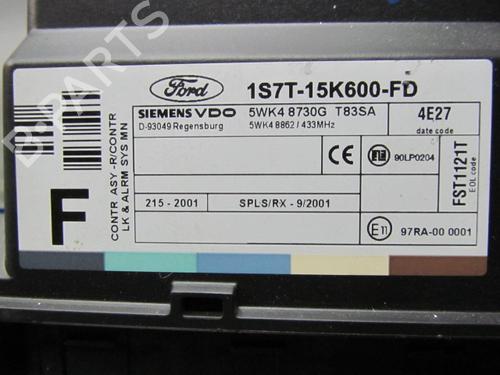 B-PARTS
Ford
1S7T-15K600-FD
SIEMENS VDO 5WK4 8730G T83SA 4E27
D-93049 Regensburg 5WK4 8862 / 433MHz date code
CONTR ASY -R/CONTR
LK & ALRM SYS MN
F
CE
90LP0204
FST1121T
EOL code
215 - 2001 SPLS/RX - 9/2001
E11 97RA-00 0001